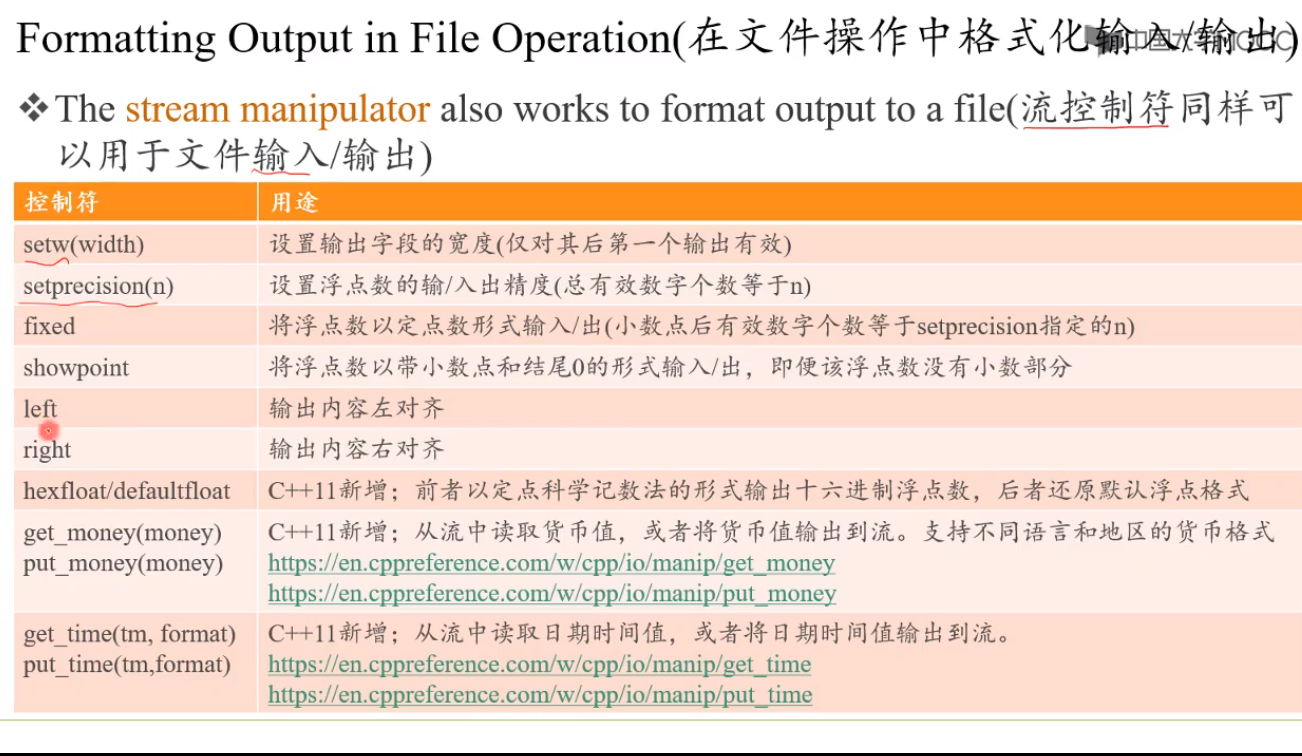 Formatting Output in File Operation(在文件操作中格式化输入/输出)
❖The stream manipulator also works to format output to a file(流控制符同样可
以用于文件输入/输出)
控制符 用途
setw(width) 设置输出字段的宽度(仅对其后第一个输出有效)
setprecision(n) 设置浮点数的输/入出精度(总有效数字个数等于n)
fixed 将浮点数以定点数形式输入/出(小数点后有效数字个数等于setprecision指定的n)
showpoint 将浮点数以带小数点和结尾0的形式输入/出，即便该浮点数没有小数部分
left 输出内容左对齐
right 输出内容右对齐
hexfloat/defaultfloat C++11新增；前者以定点科学记数法的形式输出十六进制浮点数，后者还原默认浮点格式
get_money(money) C++11新增；从流中读取货币值，或者将货币值输出到流。支持不同语言和地区的货币格式
put_money(money) https://en.cppreference.com/w/cpp/io/manip/get_money
https://en.cppreference.com/w/cpp/io/manip/put_money
get_time(tm, format) C++11新增；从流中读取日期时间值，或者将日期时间值输出到流。
put_time(tm,format) https://en.cppreference.com/w/cpp/io/manip/get_time
https://en.cppreference.com/w/cpp/io/manip/put_time